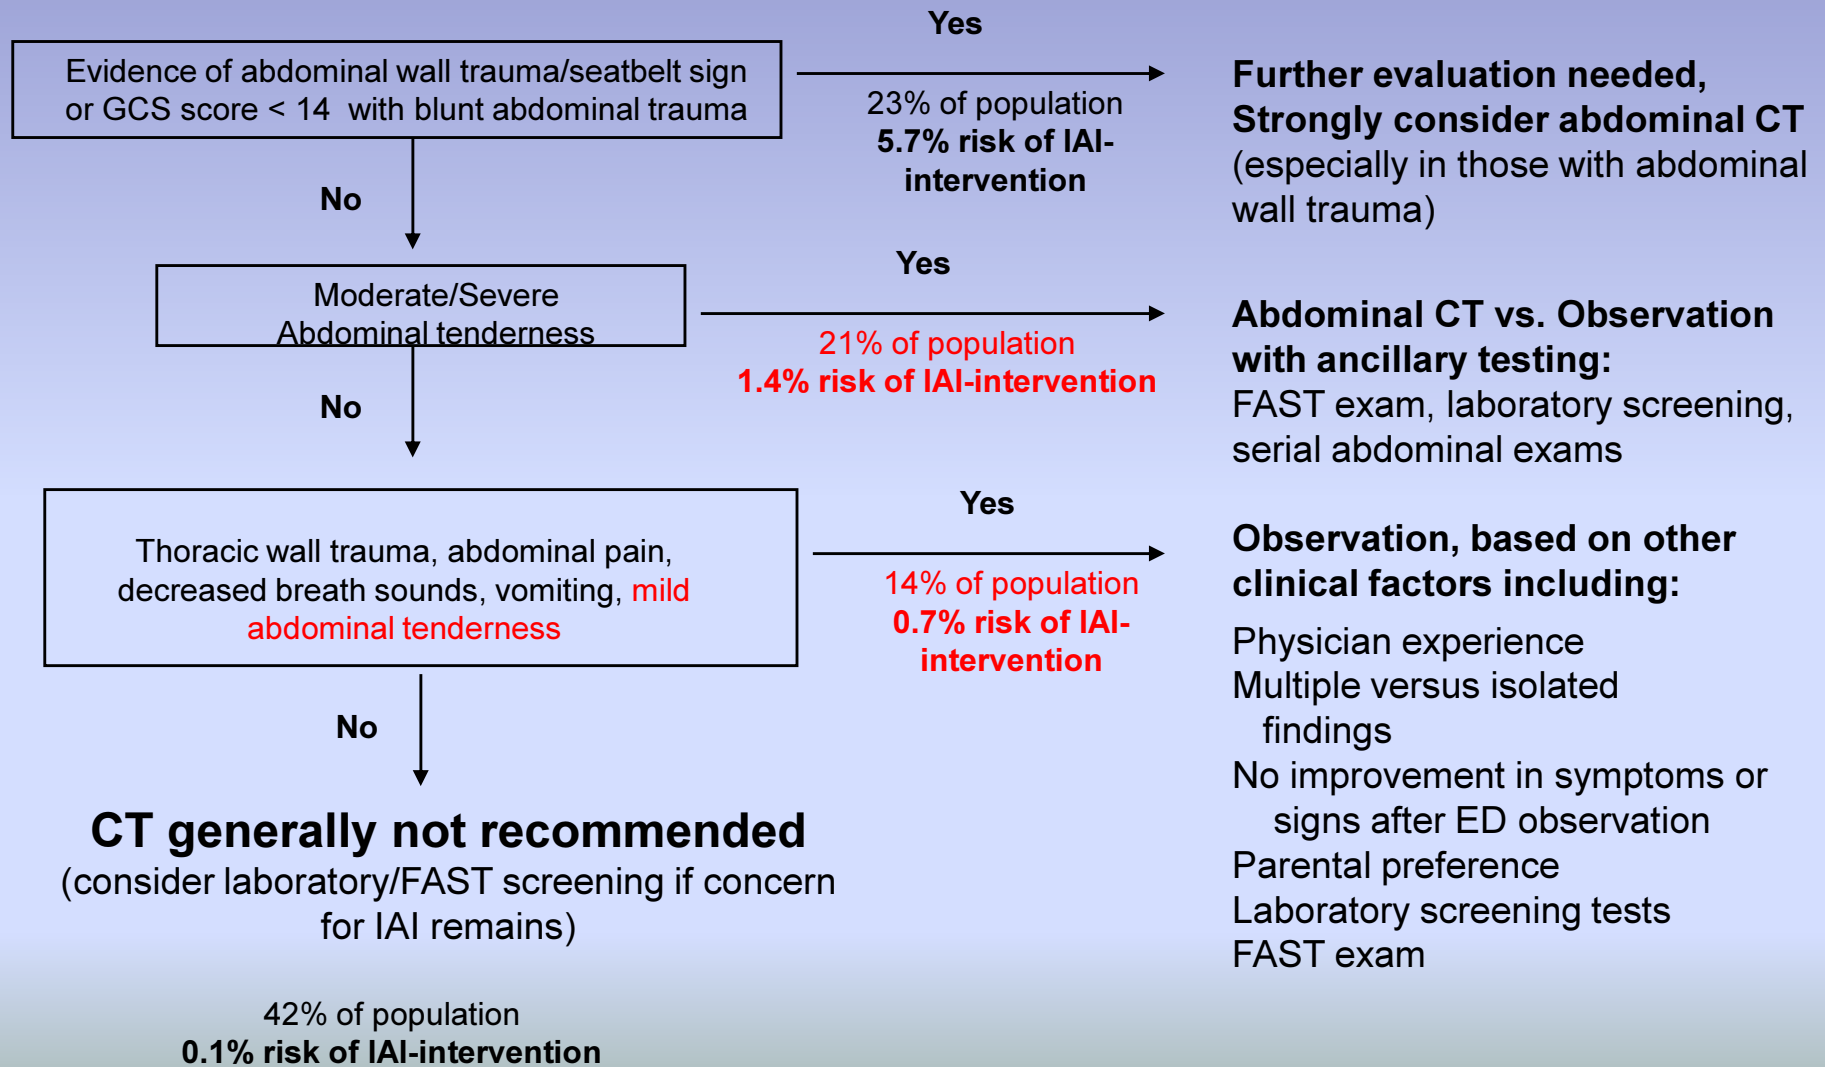 Yes
Evidence of abdominal wall trauma/seatbelt sign
or GCS score < 14 with blunt abdominal trauma
23% of population
5.7% risk of IAI-
intervention
Further evaluation needed,
Strongly consider abdominal CT
(especially in those with abdominal
wall trauma)
No
Yes
Moderate/Severe
Abdominal tenderness
21% of population
1.4% risk of IAI-intervention
Abdominal CT vs. Observation
with ancillary testing:
FAST exam, laboratory screening,
serial abdominal exams
No
Yes
Thoracic wall trauma, abdominal pain,
decreased breath sounds, vomiting, mild
abdominal tenderness
14% of population
0.7% risk of IAI-
intervention
Observation, based on other
clinical factors including:
Physician experience
Multiple versus isolated
findings
No improvement in symptoms or
signs after ED observation
Parental preference
Laboratory screening tests
FAST exam
No
CT generally not recommended
(consider laboratory/FAST screening if concern
for IAI remains)
42% of population
0.1% risk of IAI-intervention